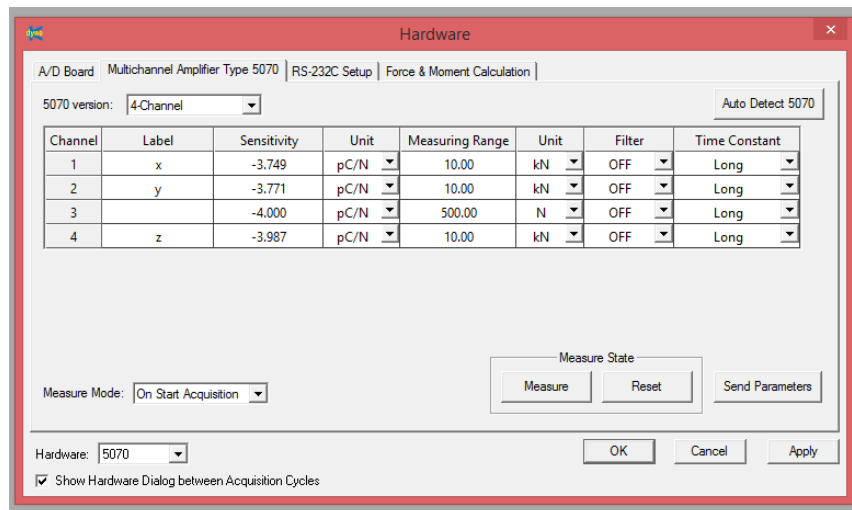 dyno
Hardware
A/D Board Multichannel Amplifier Type 5070 RS-232C Setup Force & Moment Calculation
5070 version: 4-Channel Auto Detect 5070
Channel Label Sensitivity Unit Measuring Range Unit Filter Time Constant
1 x -3.749 pC/N 10.00 kN OFF Long
2 y -3.771 pC/N 10.00 kN OFF Long
3 -4.000 pC/N 500.00 N OFF Long
4 z -3.987 pC/N 10.00 kN OFF Long
Measure State
Measure Mode: On Start Acquisition Measure Reset Send Parameters
Hardware: 5070 OK Cancel Apply
Show Hardware Dialog between Acquisition Cycles